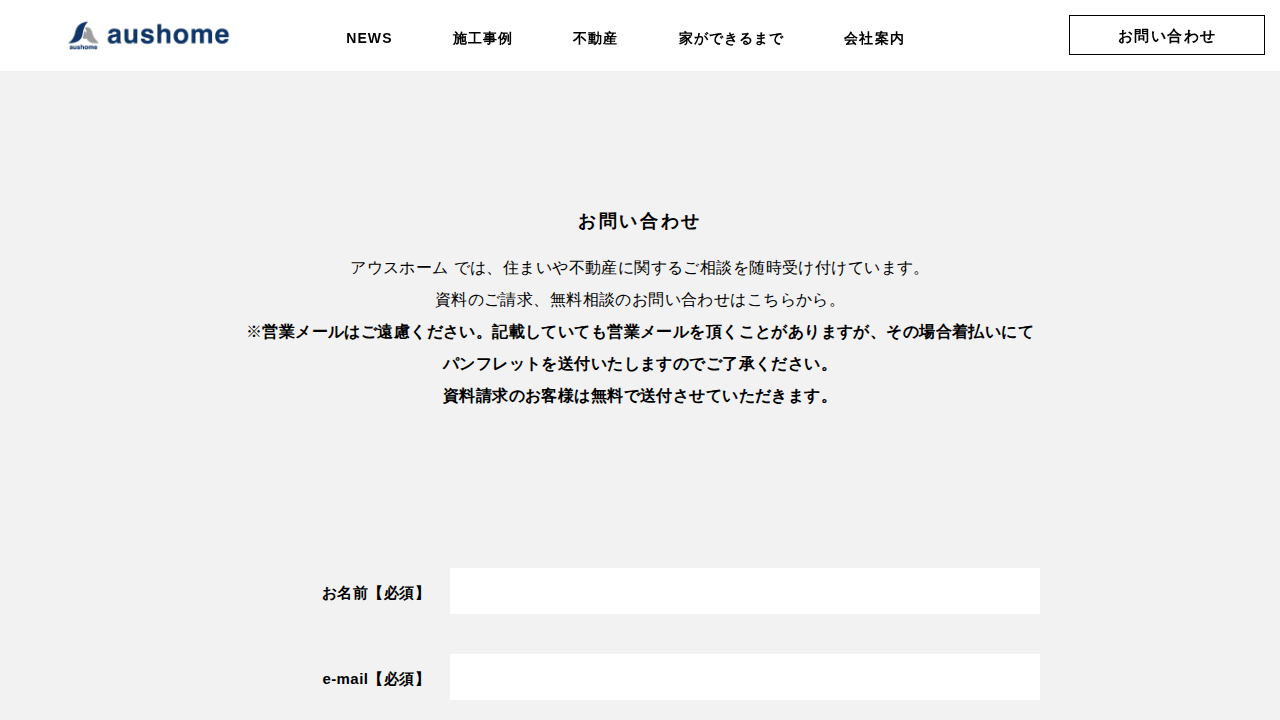 aushome aushome NEWS 施工事例 不動産 家ができるまで 会社案内 お問い合わせ
お問い合わせ
アウスホーム では、住まいや不動産に関するご相談を随時受け付けています。
資料のご請求、無料相談のお問い合わせはこちらから。
※営業メールはご遠慮ください。記載していても営業メールを頂くことがありますが、その場合着払いにて
パンフレットを送付いたしますのでご了承ください。
資料請求のお客様は無料で送付させていただきます。
お名前【必須】
e-mail【必須】